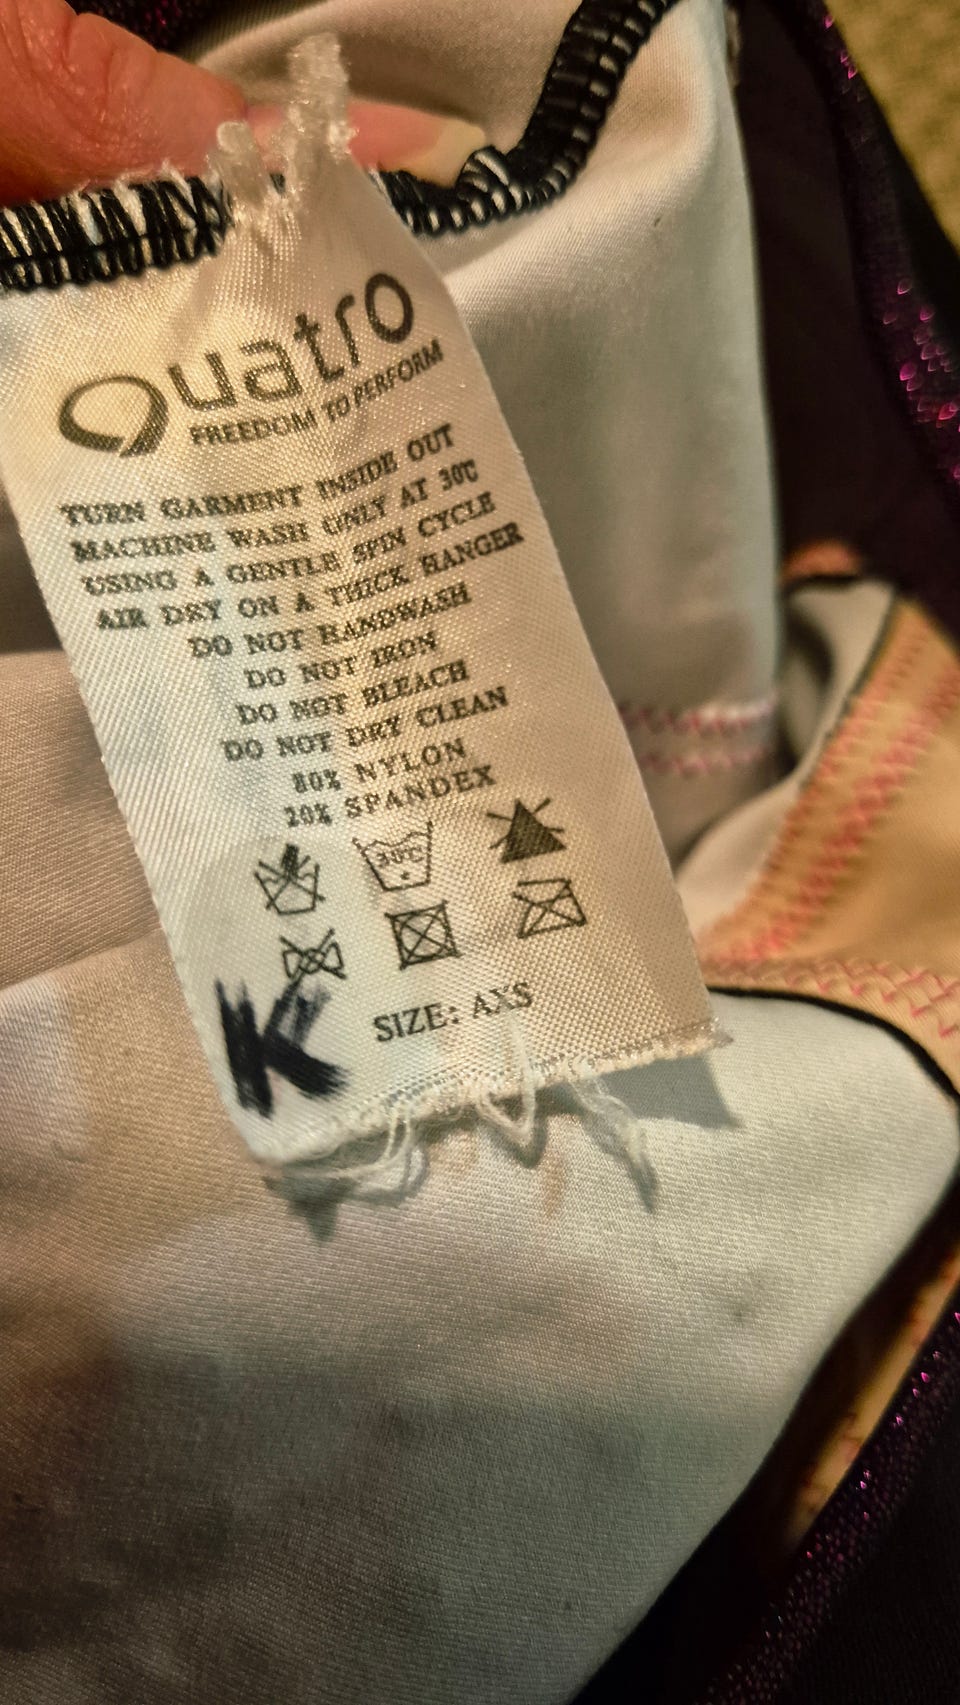 Quatro
FREEDOM TO PERFORM
TURN GARMENT INSIDE OUT
MACHINE WASH ONLY AT 30℃
USING A GENTLE SPIN CYCLE
AIR DRY ON A THICK HANGER
DO NOT HANDWASH
DO NOT IRON
DO NOT BLEACH
DO NOT DRY CLEAN
80% NYLON
20% SPANDEX
30℃
K
SIZE: AXS